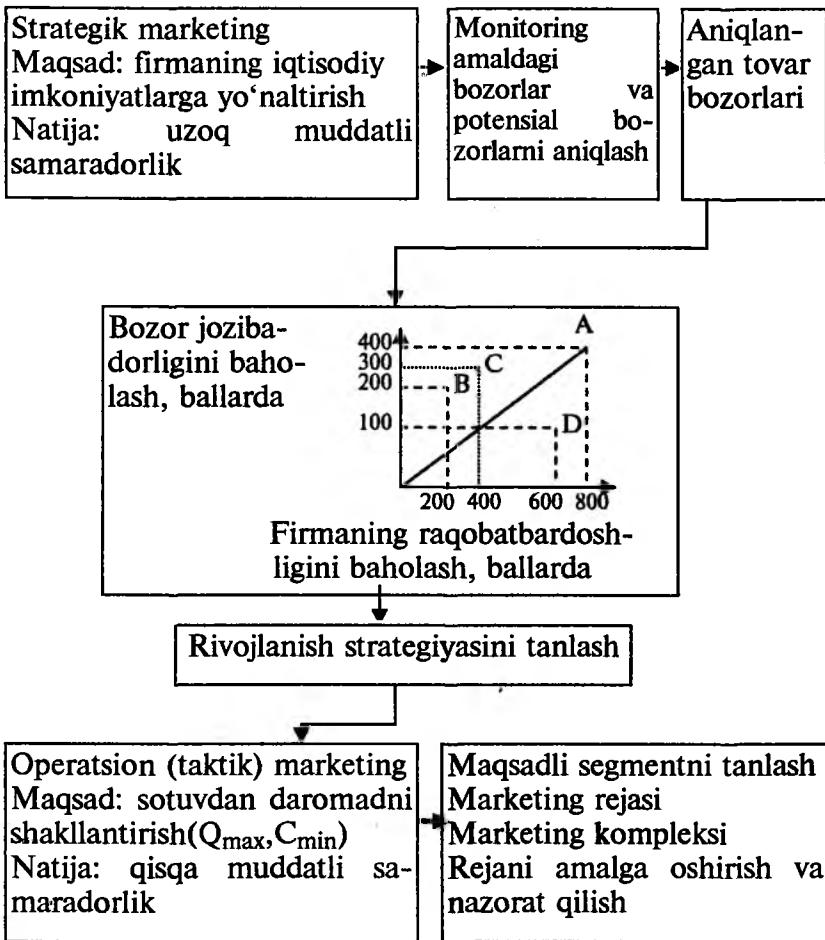 Strategik marketing
Maqsad: firmaning iqtisodiy
imkoniyatlarga yo‘naltirish
Natija: uzoq muddatli
samaradorlik
Monitoring
amaldagi
bozorlar va
potensial bo-
zorlarni aniqlash
Aniqlan-
gan tovar
bozorlari
Bozor joziba-
dorligini baho-
lash, ballarda
400
300
200
100
A
C
B
D
200 400 600 800
Firmaning raqobatbardosh-
ligini baholash, ballarda
Rivojlanish strategiyasini tanlash
Operatsion (taktik) marketing
Maqsad: sotuvdan daromadni
shakllantirish(Qmax,Cmin)
Natija: qisqa muddatli sa-
maradorlik
Maqsadli segmentni tanlash
Marketing rejasi
Marketing kompleksi
Rejani amalga oshirish va
nazorat qilish